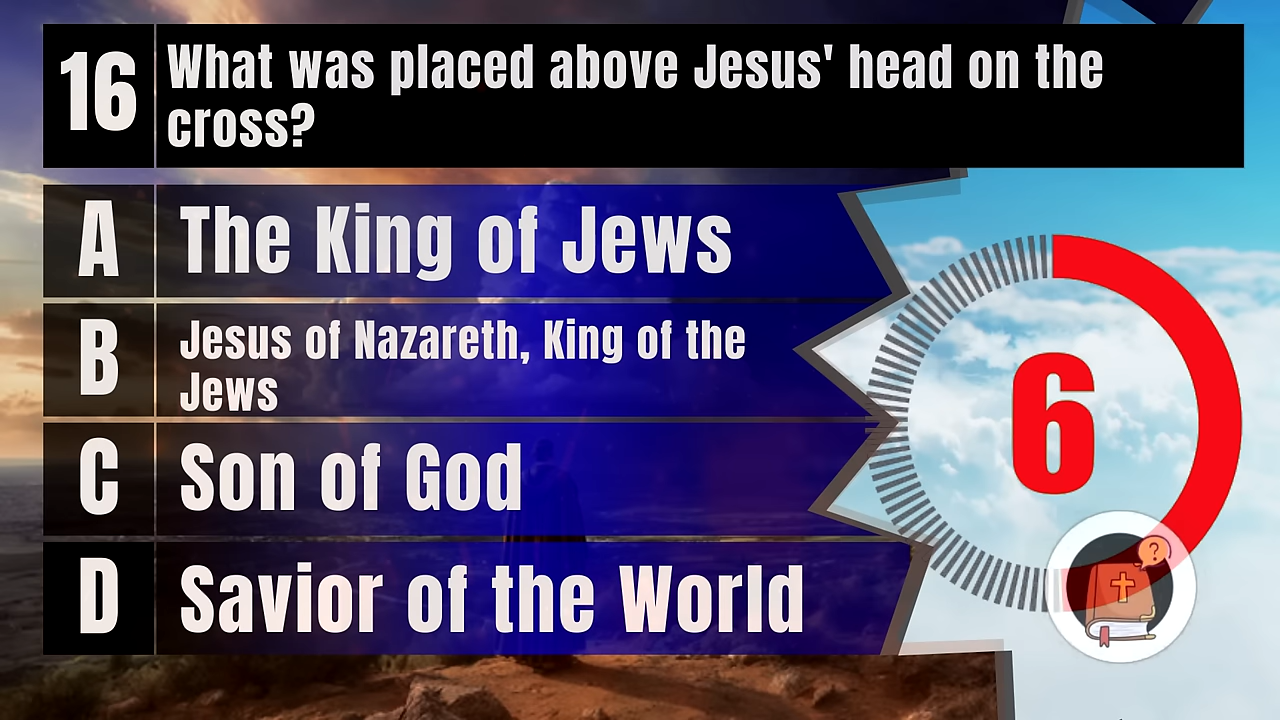 16
What was placed above Jesus' head on the
cross?
A
The King of Jews
B
Jesus of Nazareth, King of the
Jews
C
Son of God
D
Savior of the World
6
?